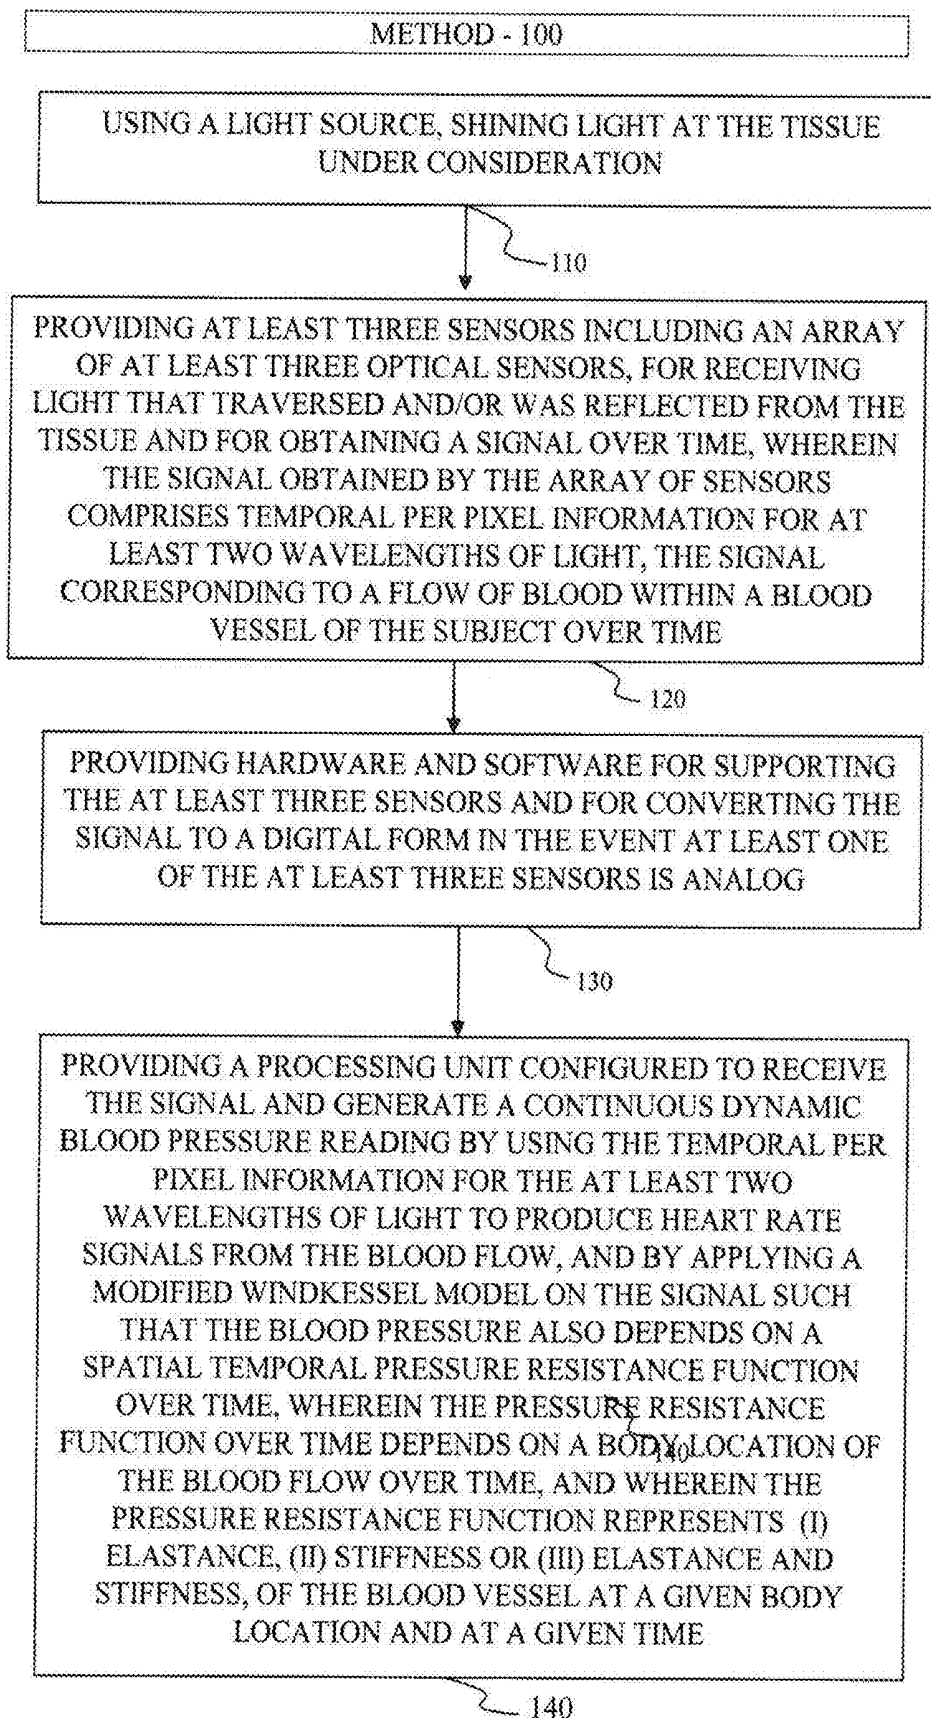 METHOD - 100
USING A LIGHT SOURCE, SHINING LIGHT AT THE TISSUE
UNDER CONSIDERATION
110
PROVIDING AT LEAST THREE SENSORS INCLUDING AN ARRAY
OF AT LEAST THREE OPTICAL SENSORS, FOR RECEIVING
LIGHT THAT TRAVERSED AND/OR WAS REFLECTED FROM THE
TISSUE AND FOR OBTAINING A SIGNAL OVER TIME, WHEREIN
THE SIGNAL OBTAINED BY THE ARRAY OF SENSORS
COMPRISES TEMPORAL PER PIXEL INFORMATION FOR AT
LEAST TWO WAVELENGTHS OF LIGHT, THE SIGNAL
CORRESPONDING TO A FLOW OF BLOOD WITHIN A BLOOD
VESSEL OF THE SUBJECT OVER TIME
120
PROVIDING HARDWARE AND SOFTWARE FOR SUPPORTING
THE AT LEAST THREE SENSORS AND FOR CONVERTING THE
SIGNAL TO A DIGITAL FORM IN THE EVENT AT LEAST ONE
OF THE AT LEAST THREE SENSORS IS ANALOG
130
PROVIDING A PROCESSING UNIT CONFIGURED TO RECEIVE
THE SIGNAL AND GENERATE A CONTINUOUS DYNAMIC
BLOOD PRESSURE READING BY USING THE TEMPORAL PER
PIXEL INFORMATION FOR THE AT LEAST TWO
WAVELENGTHS OF LIGHT TO PRODUCE HEART RATE
SIGNALS FROM THE BLOOD FLOW, AND BY APPLYING A
MODIFIED WINDKESSEL MODEL ON THE SIGNAL SUCH
THAT THE BLOOD PRESSURE ALSO DEPENDS ON A
SPATIAL TEMPORAL PRESSURE RESISTANCE FUNCTION
OVER TIME, WHEREIN THE PRESSURE RESISTANCE
FUNCTION OVER TIME DEPENDS ON A BODY LOCATION OF
140
THE BLOOD FLOW OVER TIME, AND WHEREIN THE
PRESSURE RESISTANCE FUNCTION REPRESENTS (I)
ELASTANCE, (II) STIFFNESS OR (III) ELASTANCE AND
STIFFNESS, OF THE BLOOD VESSEL AT A GIVEN BODY
LOCATION AND AT A GIVEN TIME
140